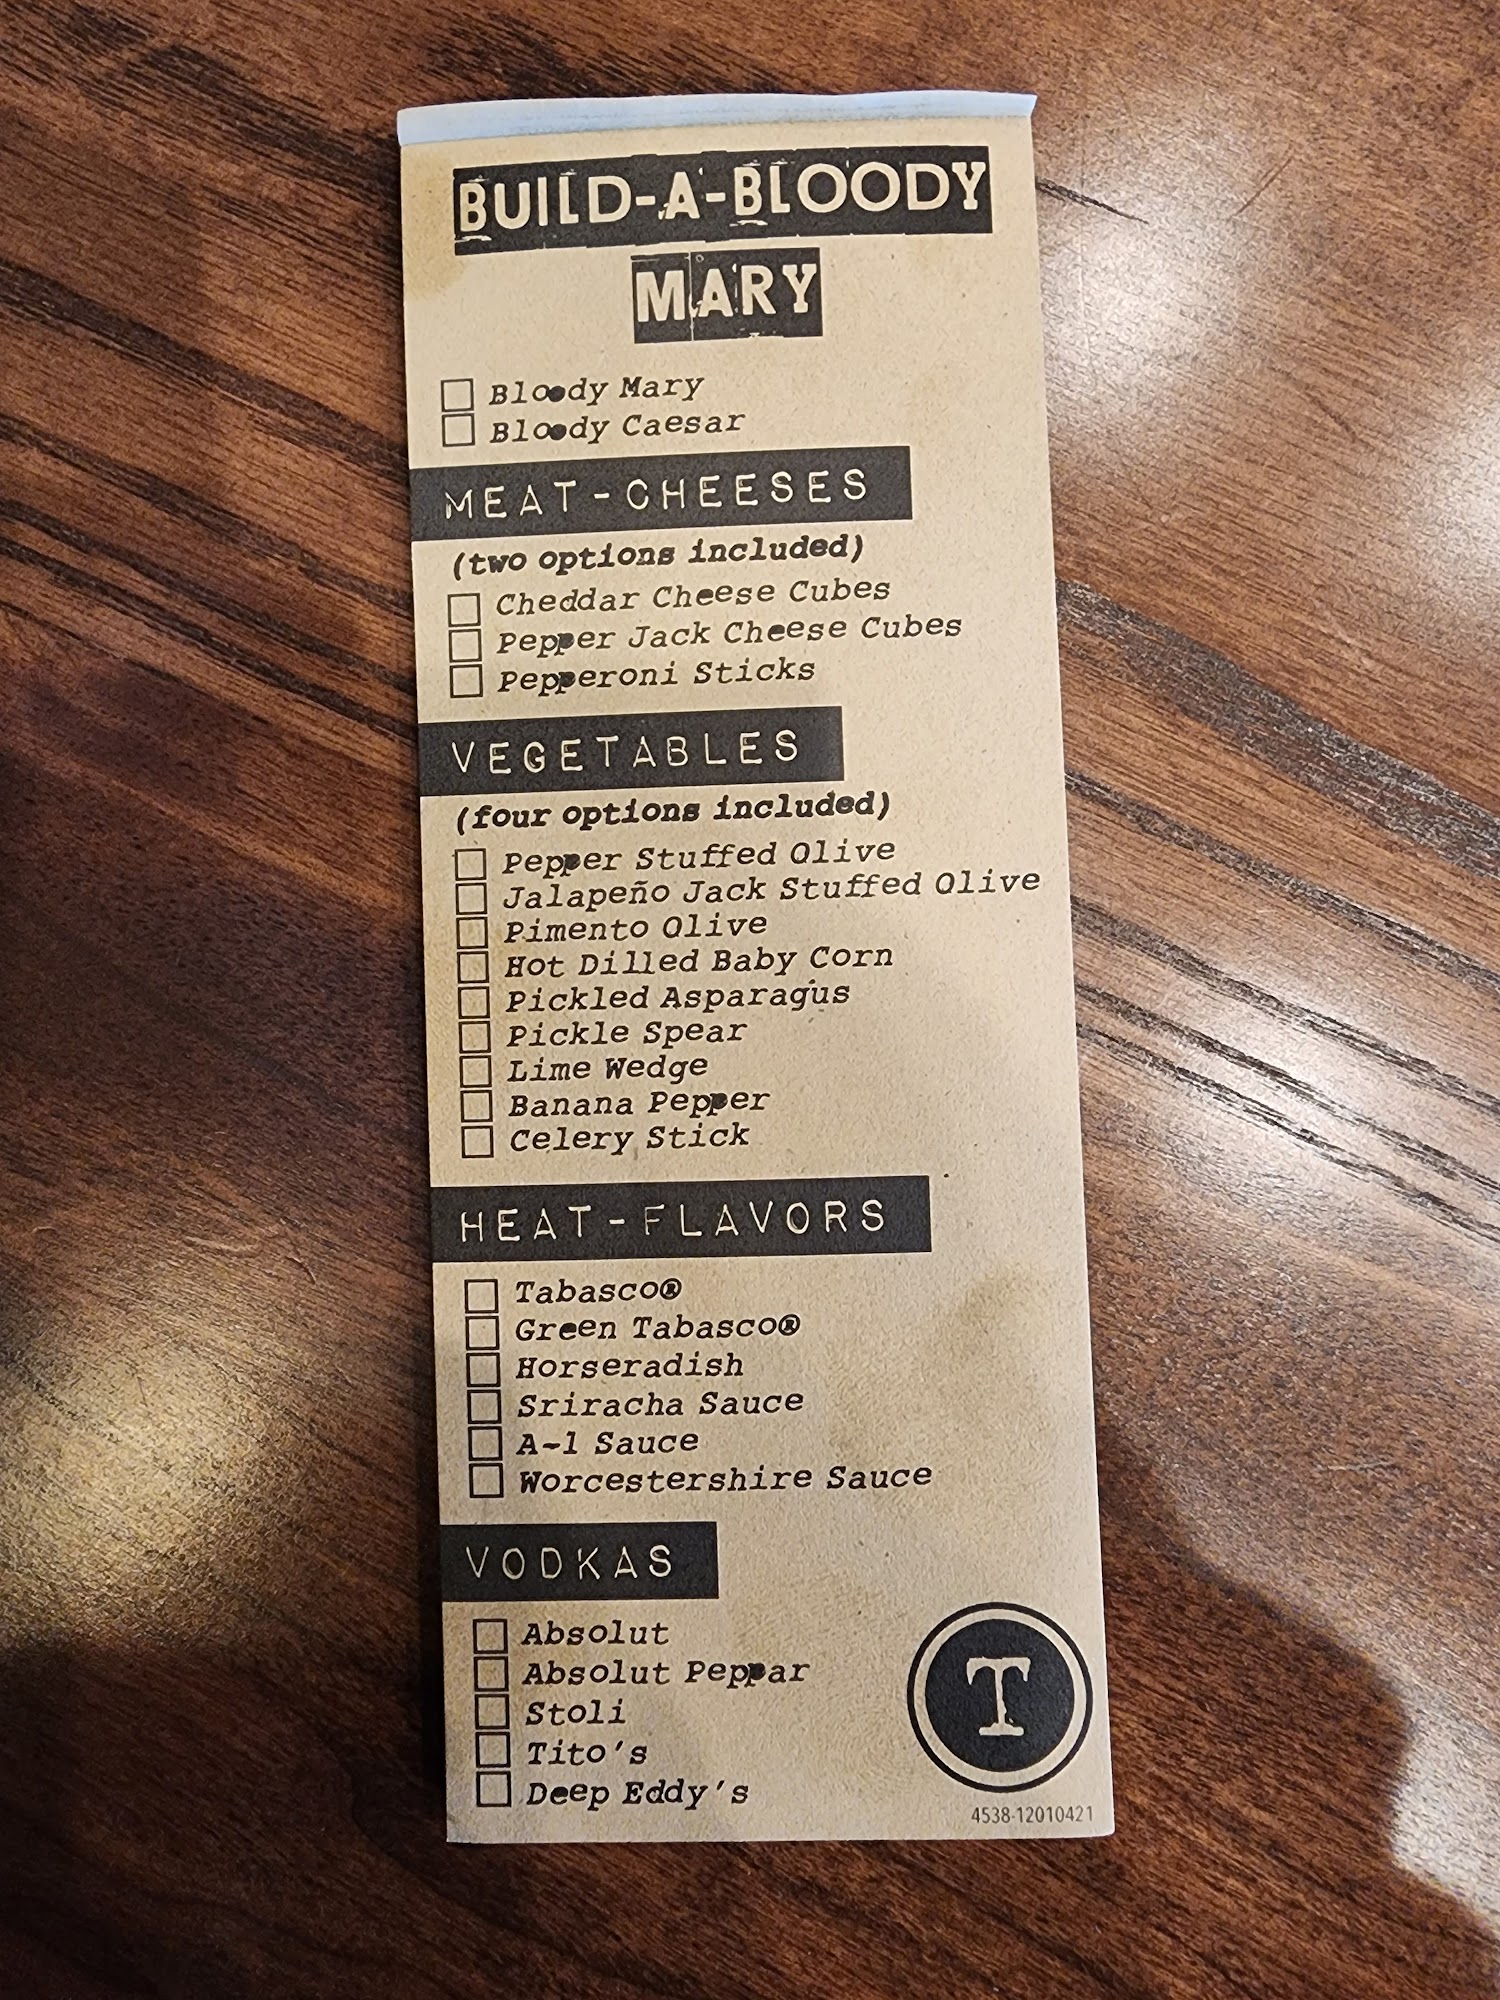 BUILD-A-BLOODY
MARY
Bloody Mary
Bloody Caesar
MEAT-CHEESES
(two options included)
Cheddar Cheese Cubes
Pepper Jack Cheese Cubes
Pepperoni Sticks
VEGETABLES
(four options included)
Pepper Stuffed Olive
Jalapeño Jack Stuffed Olive
Pimento Olive
Hot Dilled Baby Corn
Pickled Asparagus
Pickle Spear
Lime Wedge
Banana Pepper
Celery Stick
HEAT-FLAVORS
Tabasco®
Green Tabasco®
Horseradish
Sriracha Sauce
A-1 Sauce
Worcestershire Sauce
VODKAS
Absolut
Absolut Peppar
Stoli
Tito's
Deep Eddy's
T
4538-12010421